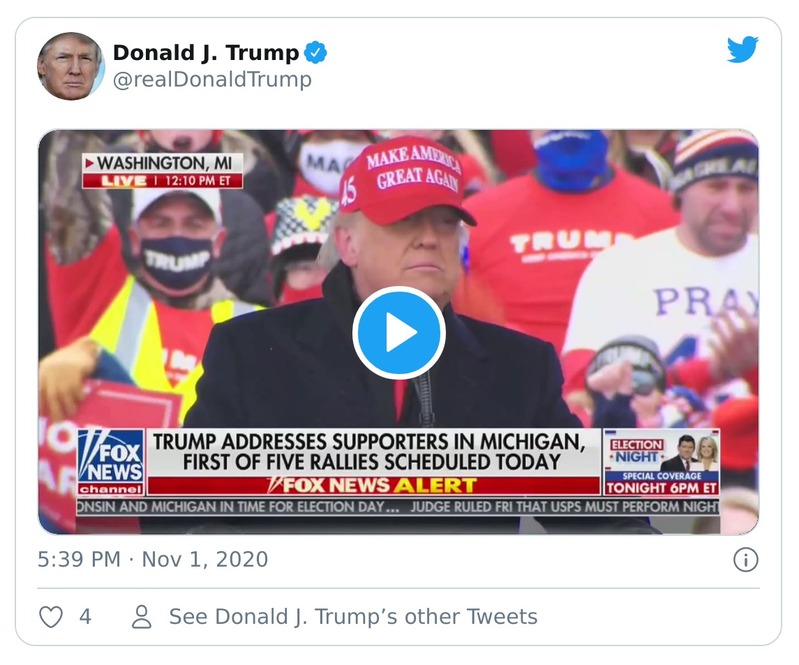 Donald J. Trump
@realDonaldTrump
WASHINGTON, MI
LIVE | 12:10 PM ET
MAKE AMERICA
GREAT AGAIN
45
TRUMP
TRUMP
PRAY
FOX
NEWS
channel
TRUMP ADDRESSES SUPPORTERS IN MICHIGAN,
FIRST OF FIVE RALLIES SCHEDULED TODAY
FOX NEWS ALERT
ELECTION
NIGHT
SPECIAL COVERAGE
TONIGHT 6PM ET
ONSIN AND MICHIGAN IN TIME FOR ELECTION DAY... JUDGE RULED FRI THAT USPS MUST PERFORM NIGHT
5:39 PM · Nov 1, 2020
4
See Donald J. Trump’s other Tweets